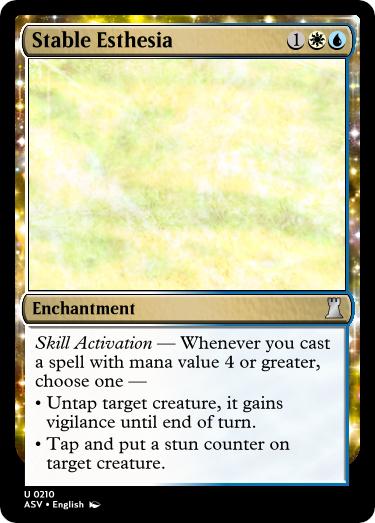 Stable Esthesia 1
Enchantment
Skill Activation — Whenever you cast
a spell with mana value 4 or greater,
choose one —
• Untap target creature, it gains
vigilance until end of turn.
• Tap and put a stun counter on
target creature.
U 0210
ASV • English